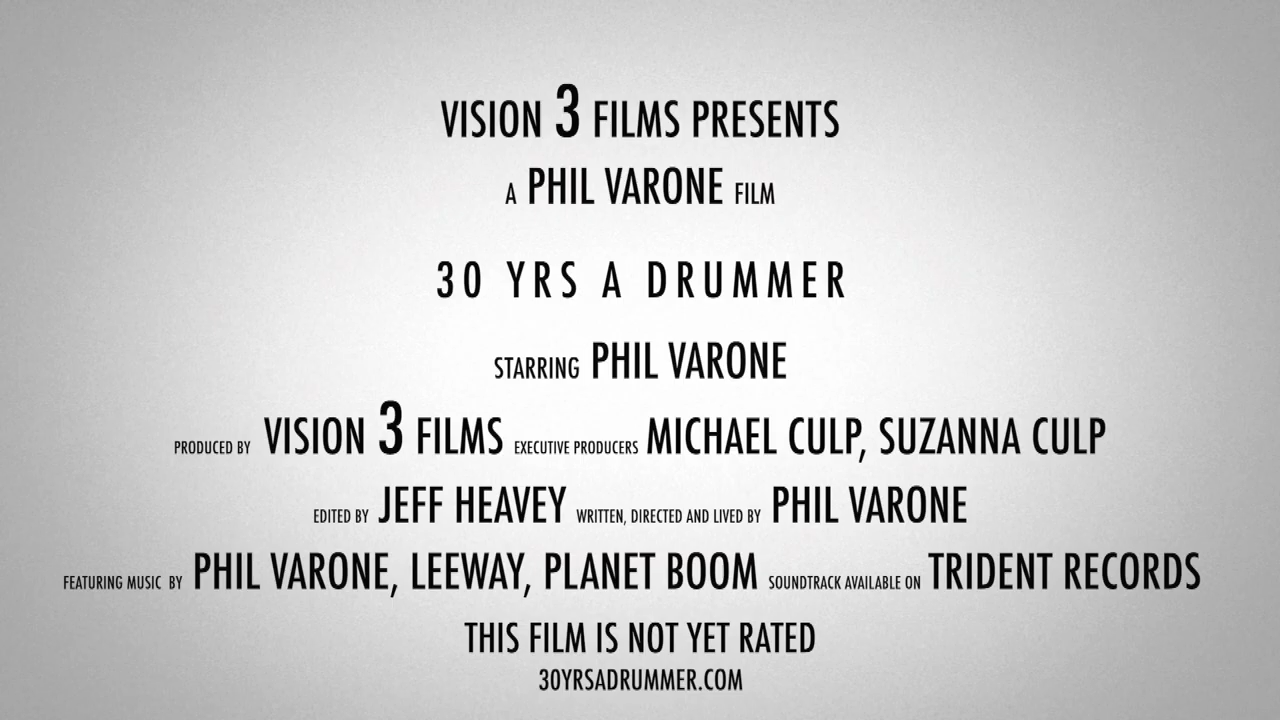 VISION 3 FILMS PRESENTS
A PHIL VARONE FILM
30 YRS A DRUMMER
STARRING PHIL VARONE
PRODUCED BY VISION 3 FILMS EXECUTIVE PRODUCERS MICHAEL CULP, SUZANNA CULP
EDITED BY JEFF HEAVEY WRITTEN, DIRECTED AND LIVED BY PHIL VARONE
FEATURING MUSIC BY PHIL VARONE, LEEWAY, PLANET BOOM SOUNDTRACK AVAILABLE ON TRIDENT RECORDS
THIS FILM IS NOT YET RATED
30YRSADRUMMER.COM